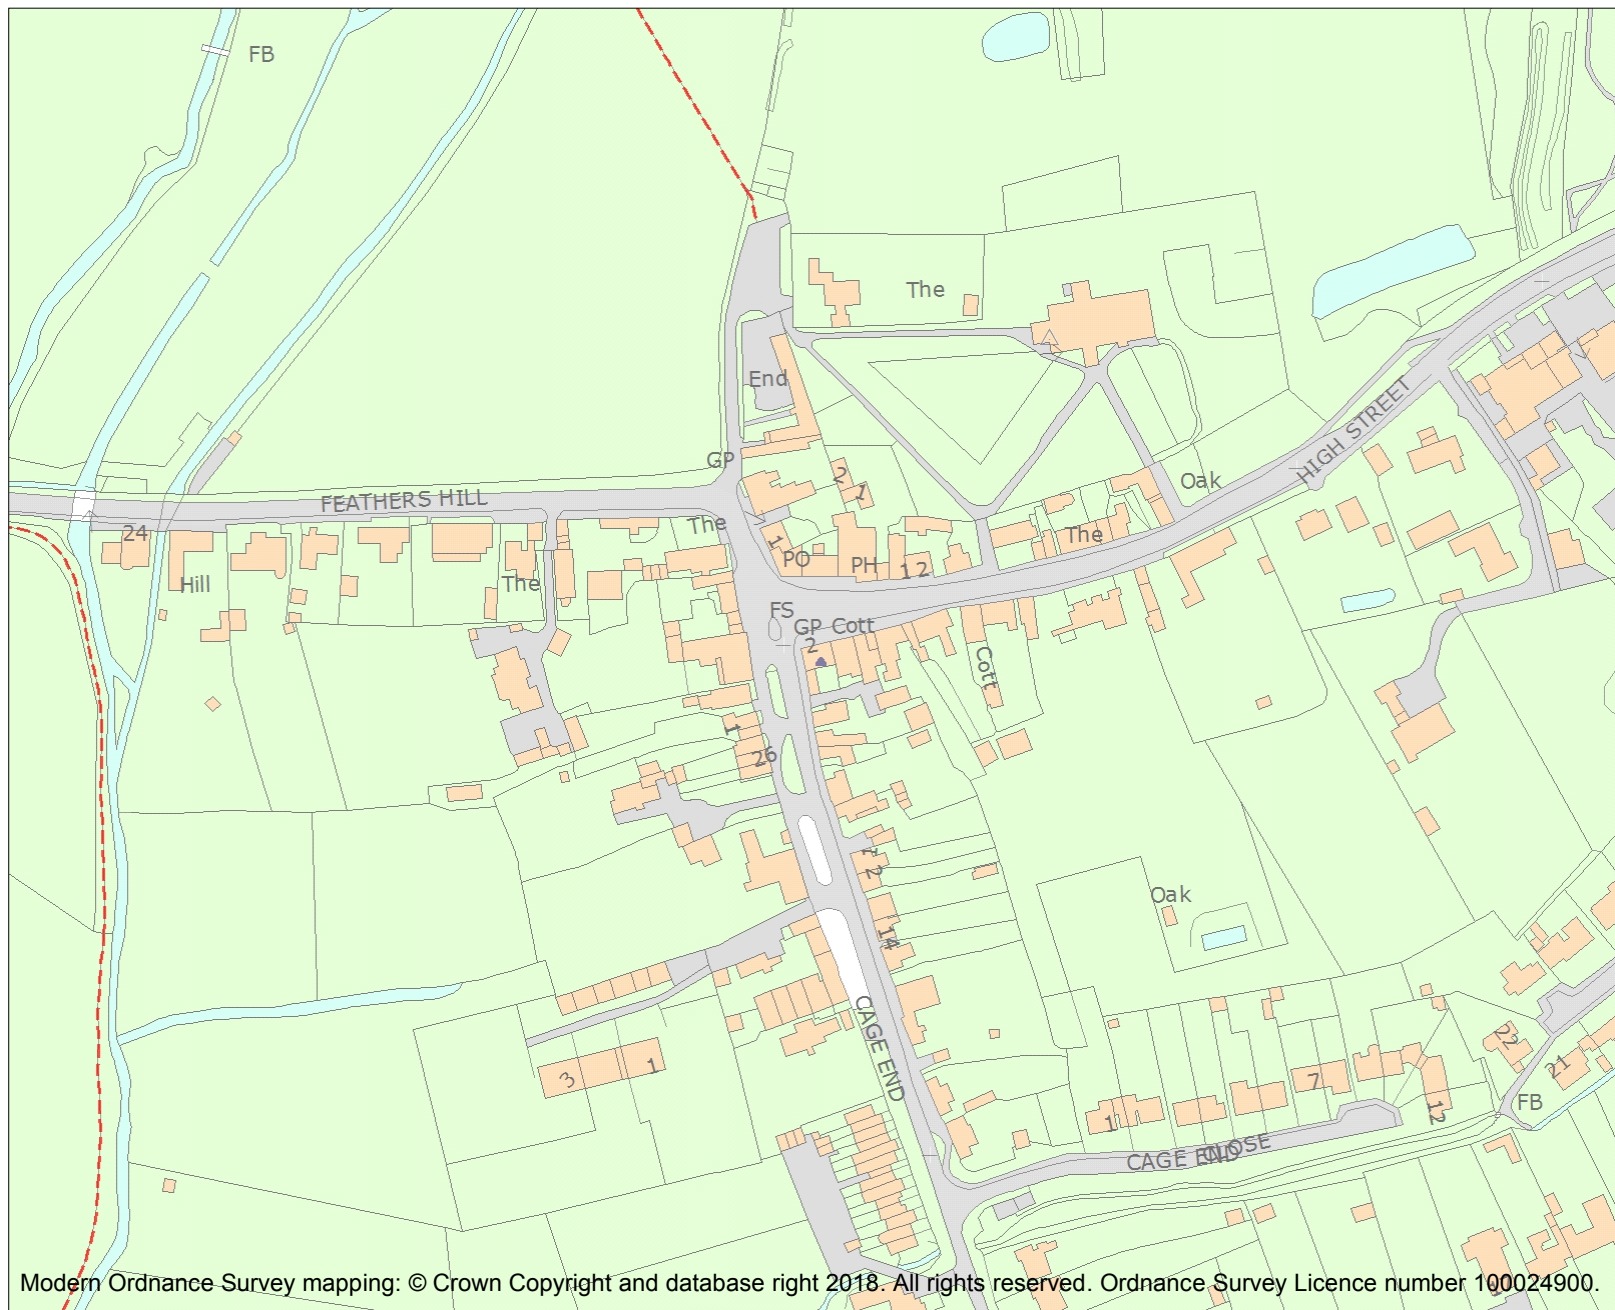 FB
The
End
HIGH STREET
GP
2
1
Oak
FEATHERS HILL
The
The
24
1
PO
PH
1 2
Hill
The
FS
GP Cott
2
Cott
1
26
1
2
Oak
14
CAGE END
22
3
1
7
21
1
12
FB
CAGE END CLOSE
Modern Ordnance Survey mapping: © Crown Copyright and database right 2018. All rights reserved. Ordnance Survey Licence number 100024900.